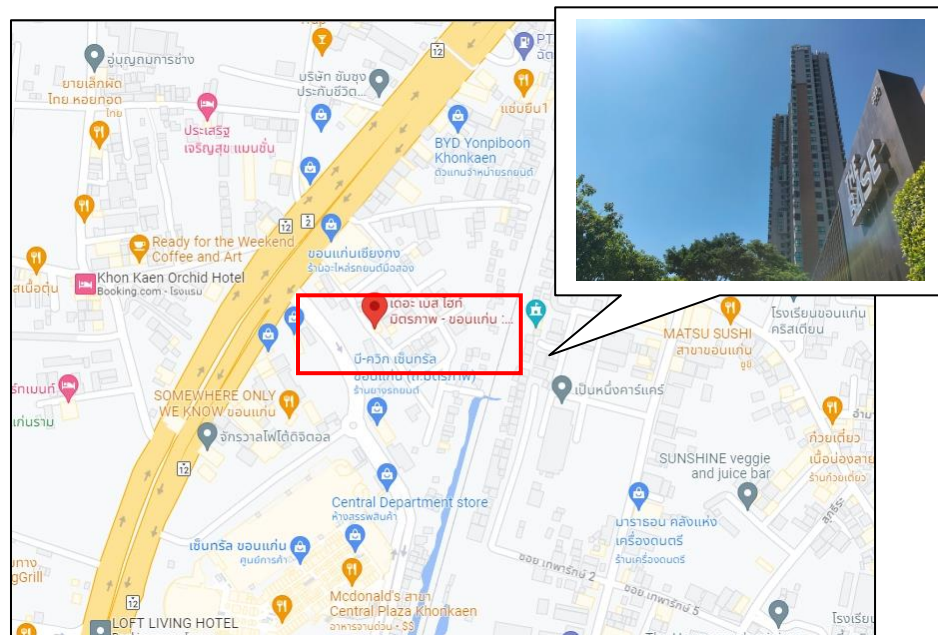 12
PT
อู่บุญถมการช่าง
ยายเล็กผัด
ไทย หอยทอด
ไทย
บริษัท ชับชุง
ประกันชีวิต...
แซ่บยืน1
ประเสริฐ
เจริญสุข แมนชั่น
BYD Yonpiboon
Khonkaen
ตัวแทนจำหน่ายรถยนต์
12
2
Ready for the Weekend
Coffee and Art
ขอนแก่นเซียงกง
ร้านอะไหล่รถยนต์มือสอง
Khon Kaen Orchid Hotel
Booking.com - โรงแรม
เดอะ เบส ไฮท์
มิตรภาพ - ขอนแก่น :...
โรงเรียนขอนแก่น
คริสเตียน
MATSU SUSHI
สาขาขอนแก่น
ซูชิ
บี-ควิก เซ็นทรัล
ขอนแก่น (ถ.มิตรภาพ)
ร้านยางรถยนต์
เป็นหนึ่งคาร์แคร์
SOMEWHERE ONLY
WE KNOW ขอนแก่น
จักรวาลโฟโต้ดิจิตอล
ก๋วยเตี๋ยว
เนื้อน่องลาย
ร้านก๋วยเตี๋ยว
SUNSHINE veggie
and juice bar
12
Central Department store
ห้างสรรพสินค้า
มาราธอน คลังแห่ง
เครื่องดนตรี
ร้านเครื่องดนตรี
เซ็นทรัล ขอนแก่น
ศูนย์การค้า
ซอย เทพารักษ์ 2
ซอย เทพารักษ์ 5
Mcdonald's สาขา
Central Plaza Khonkaen
อาหารจานด่วน - $$
12
LOFT LIVING HOTEL